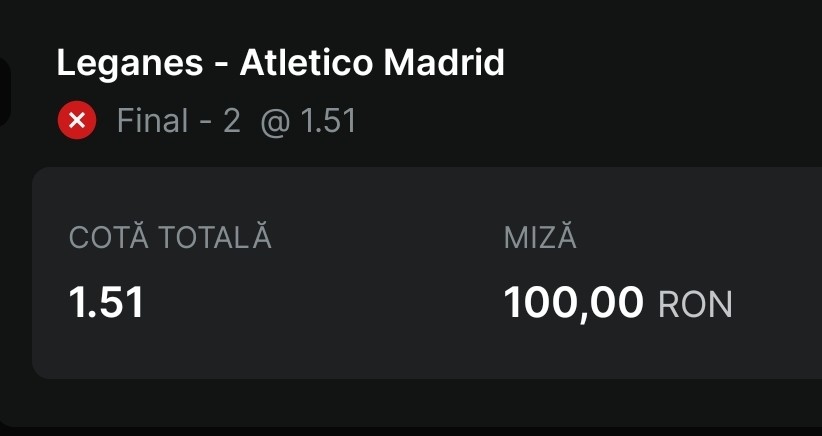 Leganes - Atletico Madrid
Final - 2 @ 1.51
COTĂ TOTALĂ MIZĂ
1.51 100,00 RON